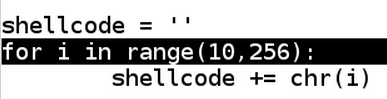 shellcode = ''
for i in range(10,256):
        shellcode += chr(i)